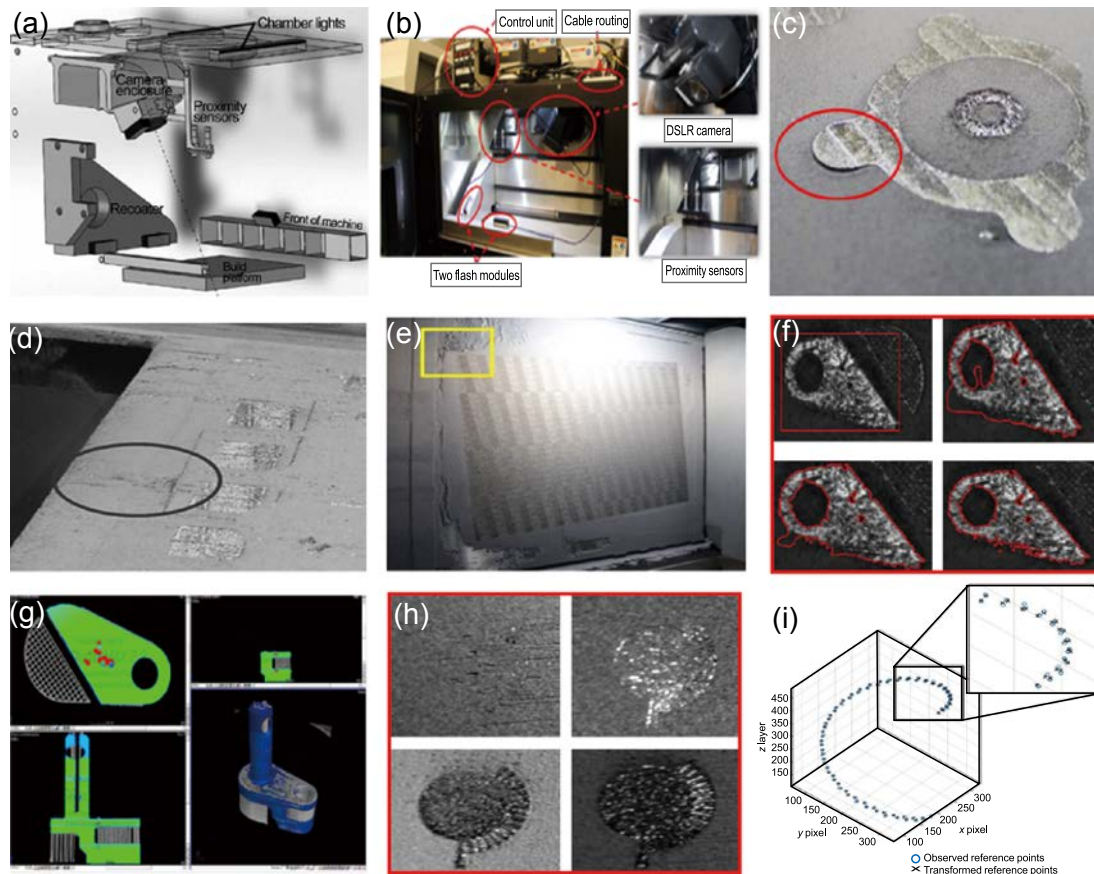 (a)
Chamber lights
Camera
enclosure
Proximity
sensors
Recoater
Front of machine
Build
platform
(b)
Control unit
Cable routing
DSLR camera
Two flash modules
Proximity sensors
(c)
(d)
(e)
(f)
(g)
(h)
(i)
z layer
450
400
350
300
250
200
150
100
150
200
250
300
y pixel
300
250
200
150
100
x pixel
Observed reference points
Transformed reference points